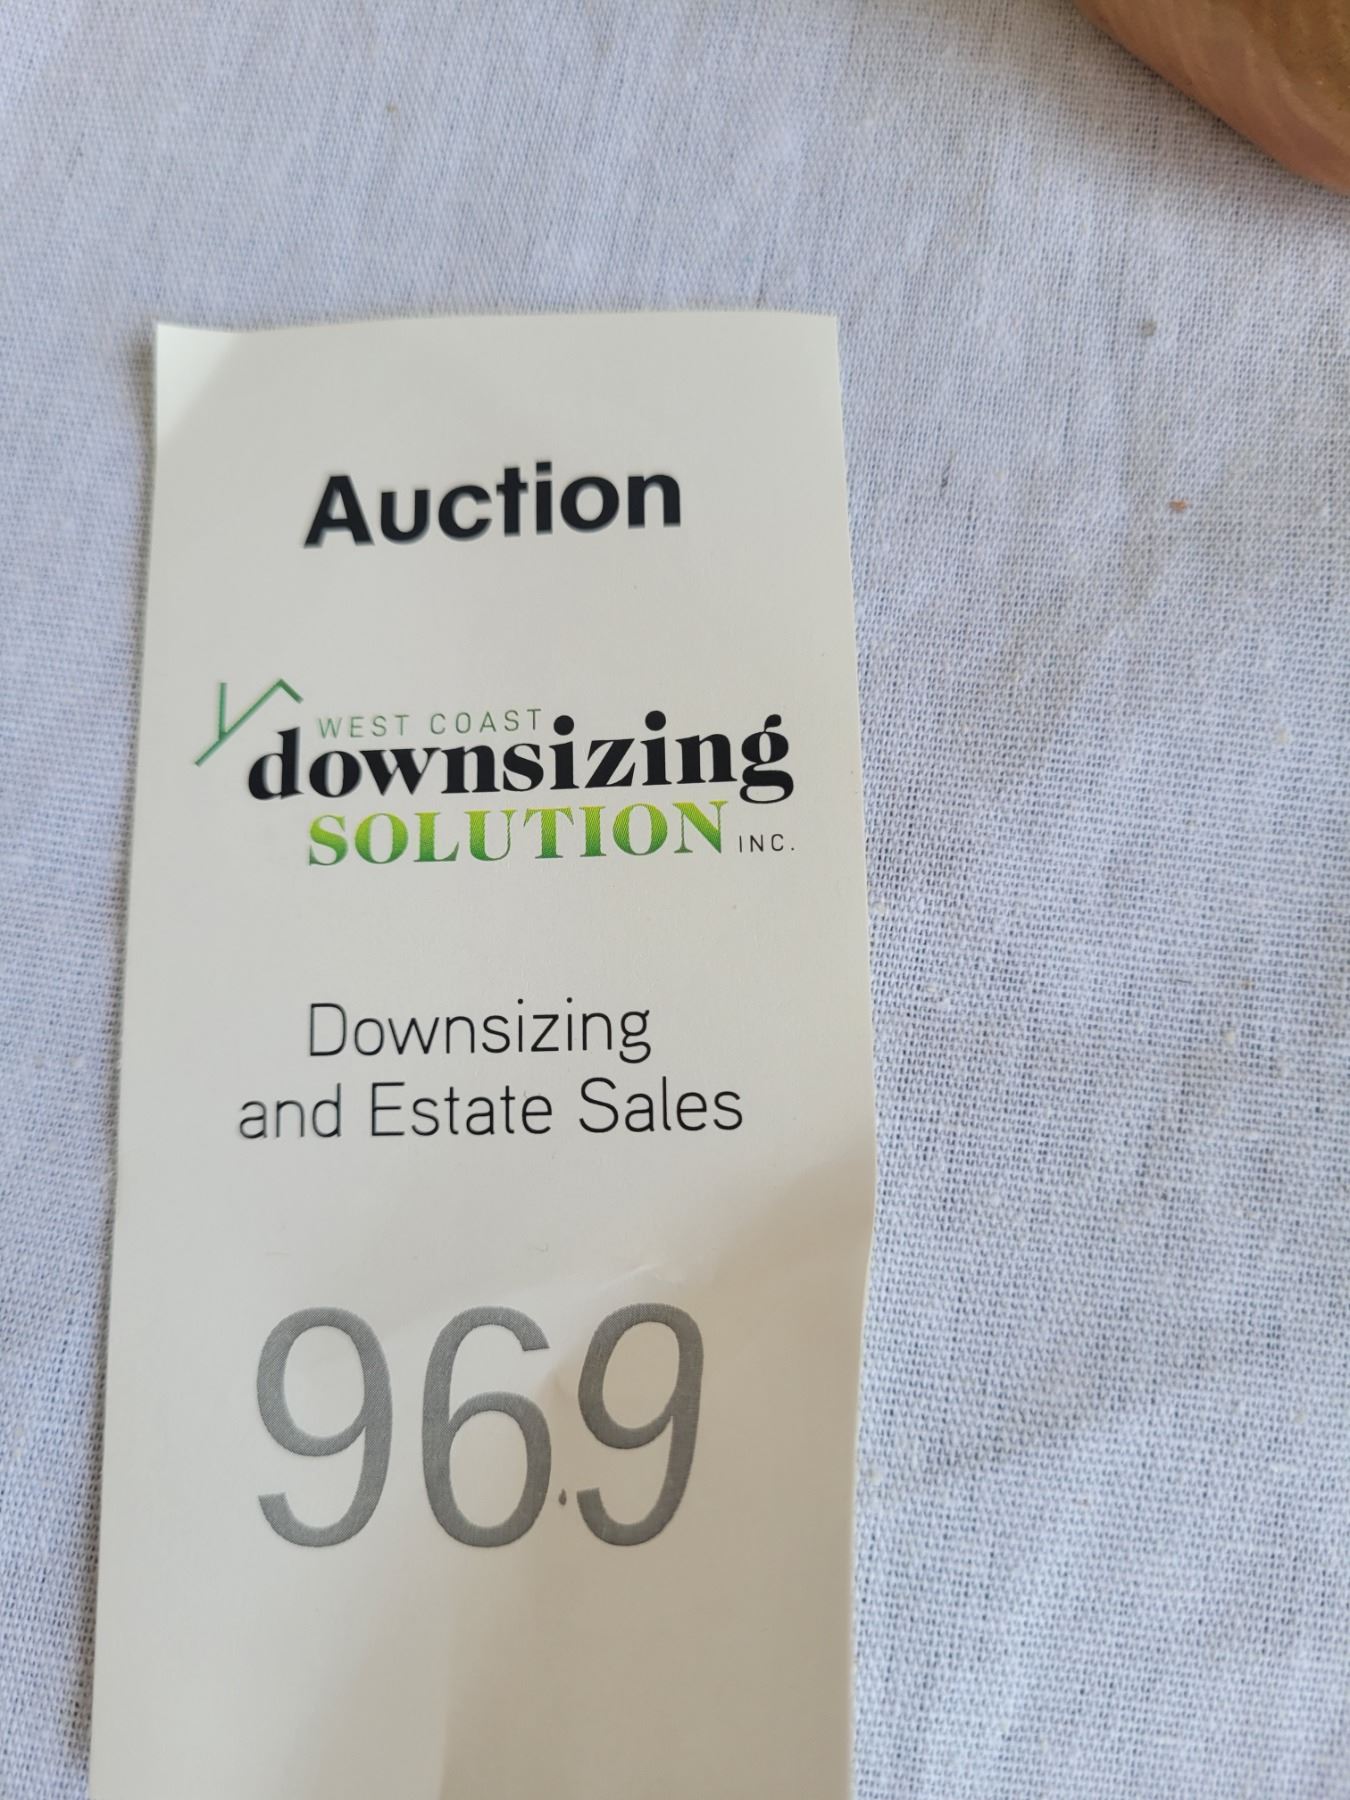 Auction
WEST COAST
downsizing
SOLUTION INC.
Downsizing
and Estate Sales
969